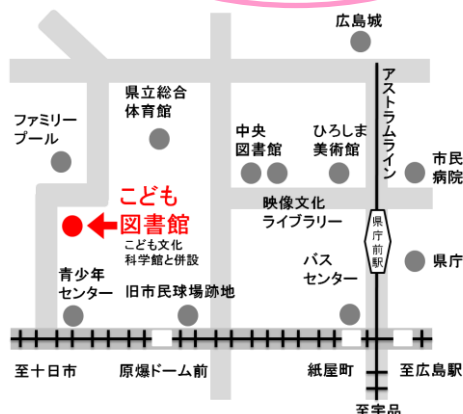 広島城
アストラムライン
県立総合
体育館
ファミリー
プール
中央
図書館
ひろしま
美術館
市民
病院
こども
図書館
こども文化
科学館と併設
映像文化
ライブラリー
県庁前駅
県庁
バス
センター
青少年
センター
旧市民球場跡地
至十日市
原爆ドーム前
紙屋町
至広島駅
至宇品